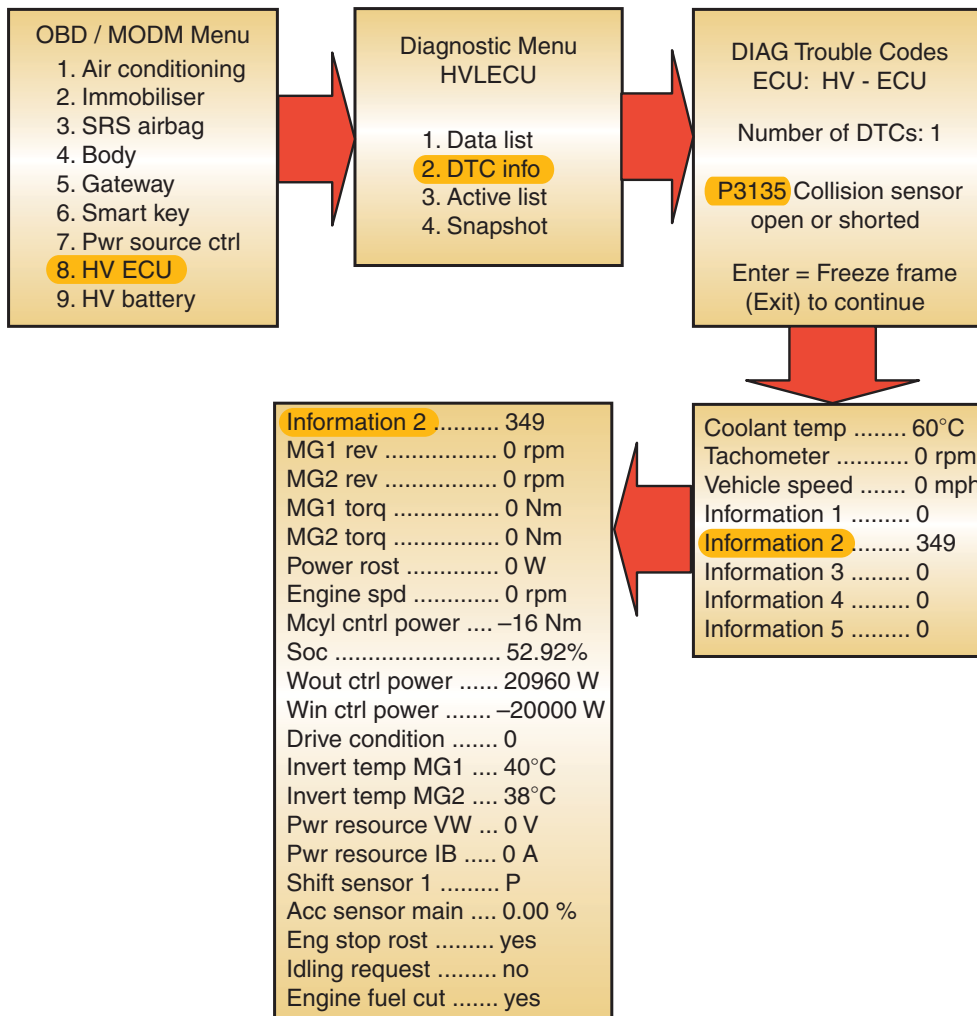 OBD / MODM Menu
1. Air conditioning
2. Immobiliser
3. SRS airbag
4. Body
5. Gateway
6. Smart key
7. Pwr source ctrl
8. HV ECU
9. HV battery
Diagnostic Menu
HVLECU
1. Data list
2. DTC info
3. Active list
4. Snapshot
DIAG Trouble Codes
ECU: HV - ECU
Number of DTCs: 1
P3135 Collision sensor
open or shorted
Enter = Freeze frame
(Exit) to continue
Coolant temp ........ 60°C
Tachometer ........... 0 rpm
Vehicle speed ....... 0 mph
Information 1 ......... 0
Information 2 ......... 349
Information 3 ......... 0
Information 4 ......... 0
Information 5 ......... 0
Information 2 .......... 349
MG1 rev ................. 0 rpm
MG2 rev ................. 0 rpm
MG1 torq ................ 0 Nm
MG2 torq ................ 0 Nm
Power rost .............. 0 W
Engine spd ............. 0 rpm
Mcyl cntrl power .... –16 Nm
Soc ........................ 52.92%
Wout ctrl power ...... 20960 W
Win ctrl power ....... –20000 W
Drive condition ....... 0
Invert temp MG1 .... 40°C
Invert temp MG2 .... 38°C
Pwr resource VW ... 0 V
Pwr resource IB ..... 0 A
Shift sensor 1 ......... P
Acc sensor main .... 0.00 %
Eng stop rost ......... yes
Idling request ......... no
Engine fuel cut ....... yes